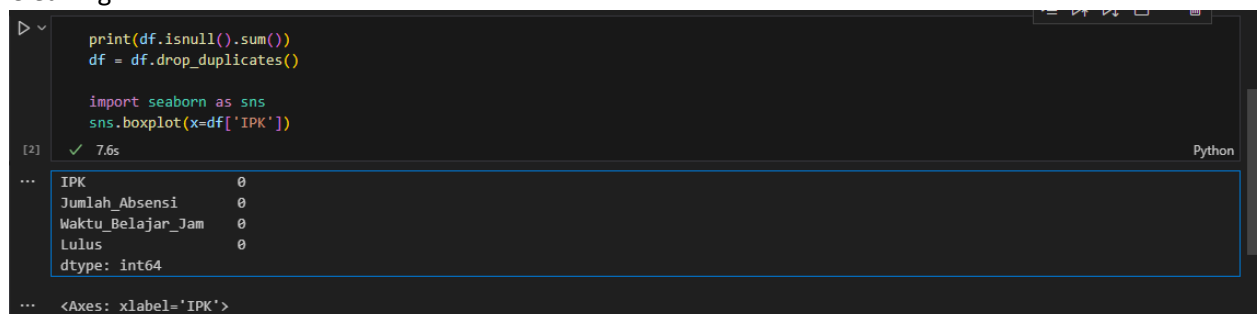 print(df.isnull().sum())
df = df.drop_duplicates()
import seaborn as sns
sns.boxplot(x=df['IPK'])
[2] ✓ 7.6s Python
... IPK 0
Jumlah_Absensi 0
Waktu_Belajar_Jam 0
Lulus 0
dtype: int64
... <Axes: xlabel='IPK'>